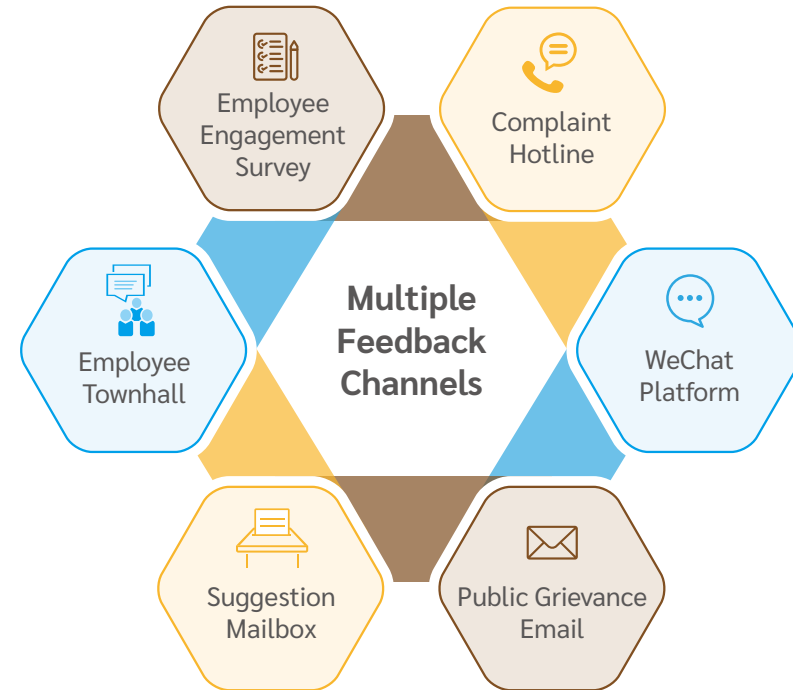 Employee
Engagement
Survey
Complaint
Hotline
Multiple
Feedback
Channels
Employee
Townhall
WeChat
Platform
Suggestion
Mailbox
Public Grievance
Email